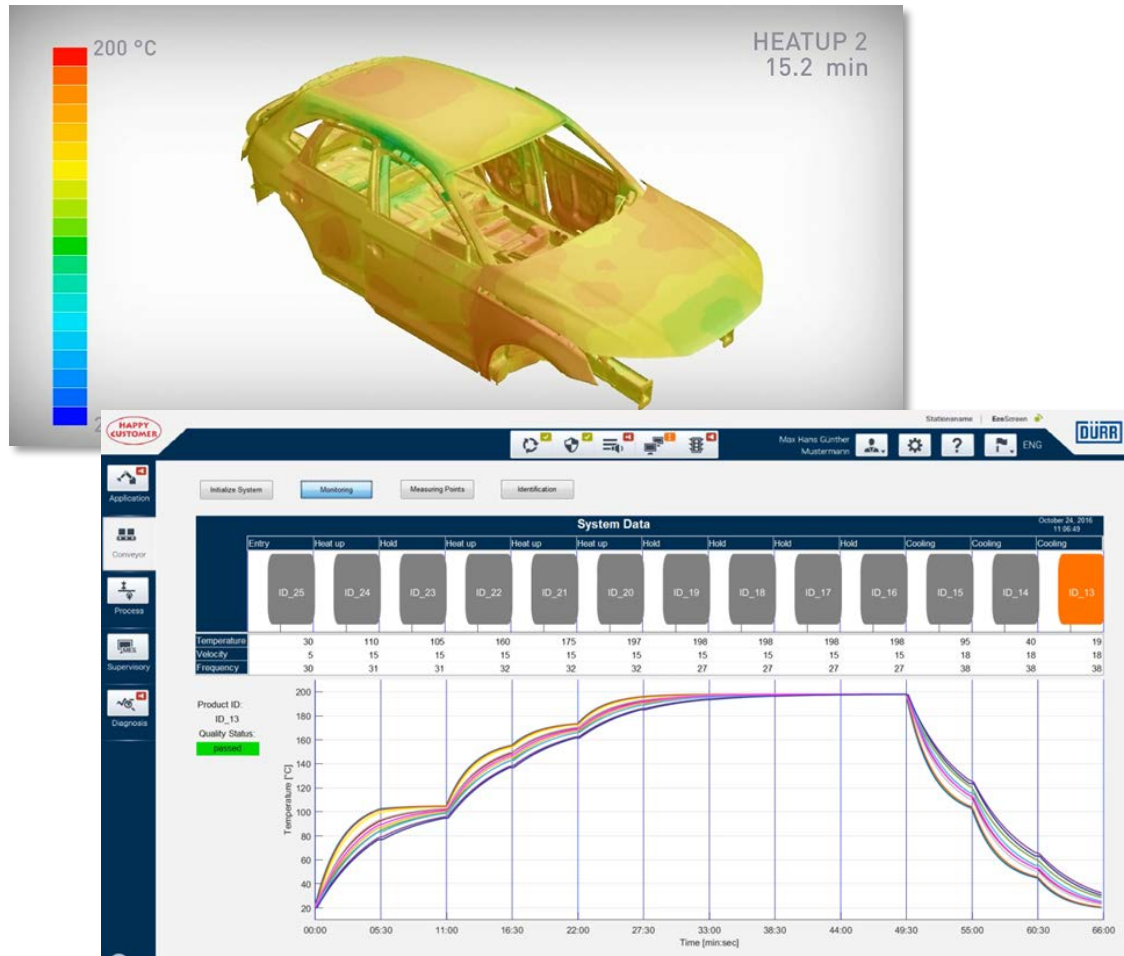 200 °C
HEATUP 2
15.2 min
HAPPY CUSTOMER
Stationsname EcoScreen
DÜRR
Max Hans Günther
Mustermann
? ENG
Application
Conveyor
Process
MES
Supervisory
Diagnosis
Initialize System Monitoring Measuring Points Identification
System Data
October 24, 2016
11:06:49
Entry Heat up Hold Heat up Heat up Heat up Hold Hold Hold Hold Cooling Cooling Cooling
ID_25 ID_24 ID_23 ID_22 ID_21 ID_20 ID_19 ID_18 ID_17 ID_16 ID_15 ID_14 ID_13
Temperature 30 110 105 160 175 197 198 198 198 198 95 40 19
Velocity 5 15 15 15 15 15 15 15 15 15 18 18 18
Frequency 30 31 31 32 32 32 27 27 27 27 38 38 38
Product ID:
ID_13
Quality Status:
passed
Temperature [°C]
200
180
160
140
120
100
80
60
40
20
00:00 05:30 11:00 16:30 22:00 27:30 33:00 38:30 44:00 49:30 55:00 60:30 66:00
Time [min:sec]